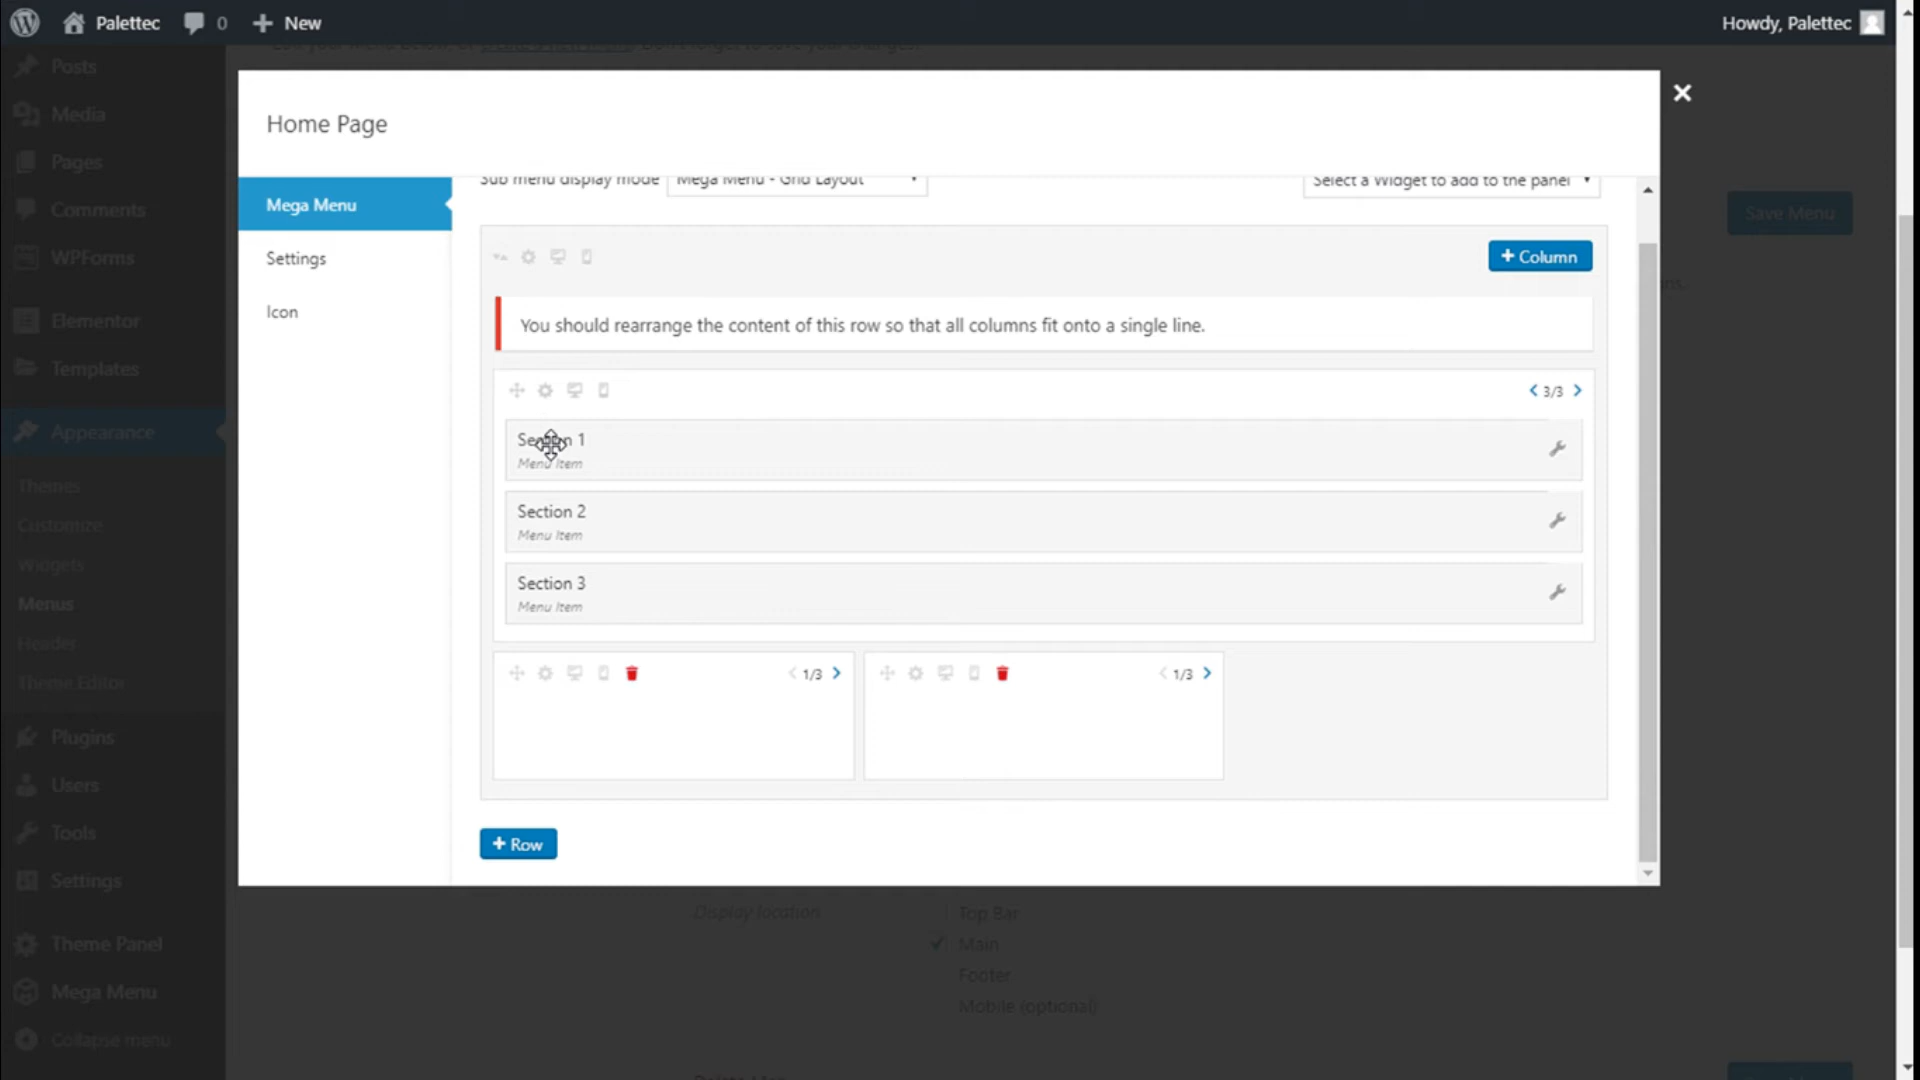 Palettec
0
New
Howdy, Palettec
Posts
Media
Pages
Comments
WPForms
Elementor
Templates
Appearance
Themes
Customize
Widgets
Menus
Header
Theme Editor
Plugins
Users
Tools
Settings
Theme Panel
Mega Menu
Collapse menu
Home Page
Mega Menu
Settings
Icon
Sub menu display mode
Mega Menu - Grid Layout
Select a Widget to add to the panel
+ Column
You should rearrange the content of this row so that all columns fit onto a single line.
3/3
Section 1
Menu Item
Section 2
Menu Item
Section 3
Menu Item
1/3
1/3
+ Row
Save Menu
Display location
Top Bar
Main
Footer
Mobile (optional)